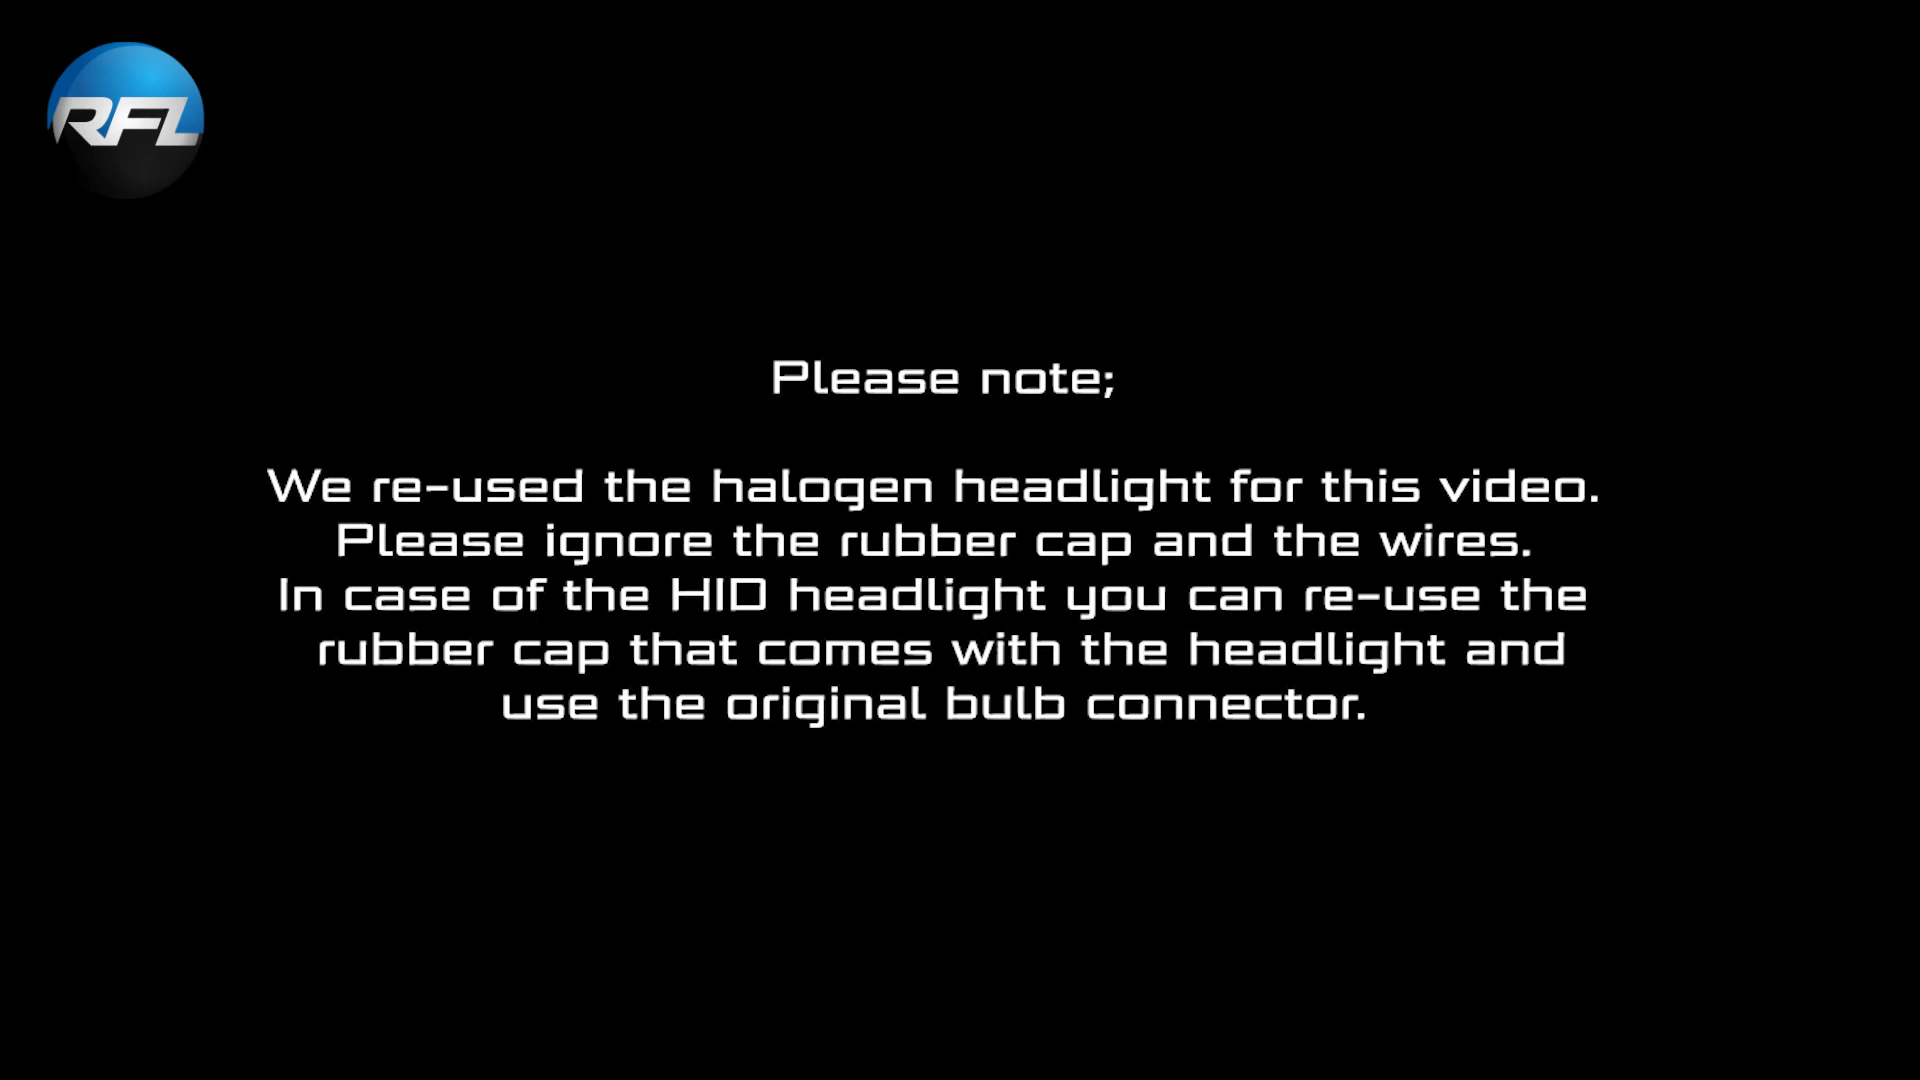 RFL
Please note;
We re-used the halogen headlight for this video.
Please ignore the rubber cap and the wires.
In case of the HID headlight you can re-use the
rubber cap that comes with the headlight and
use the original bulb connector.